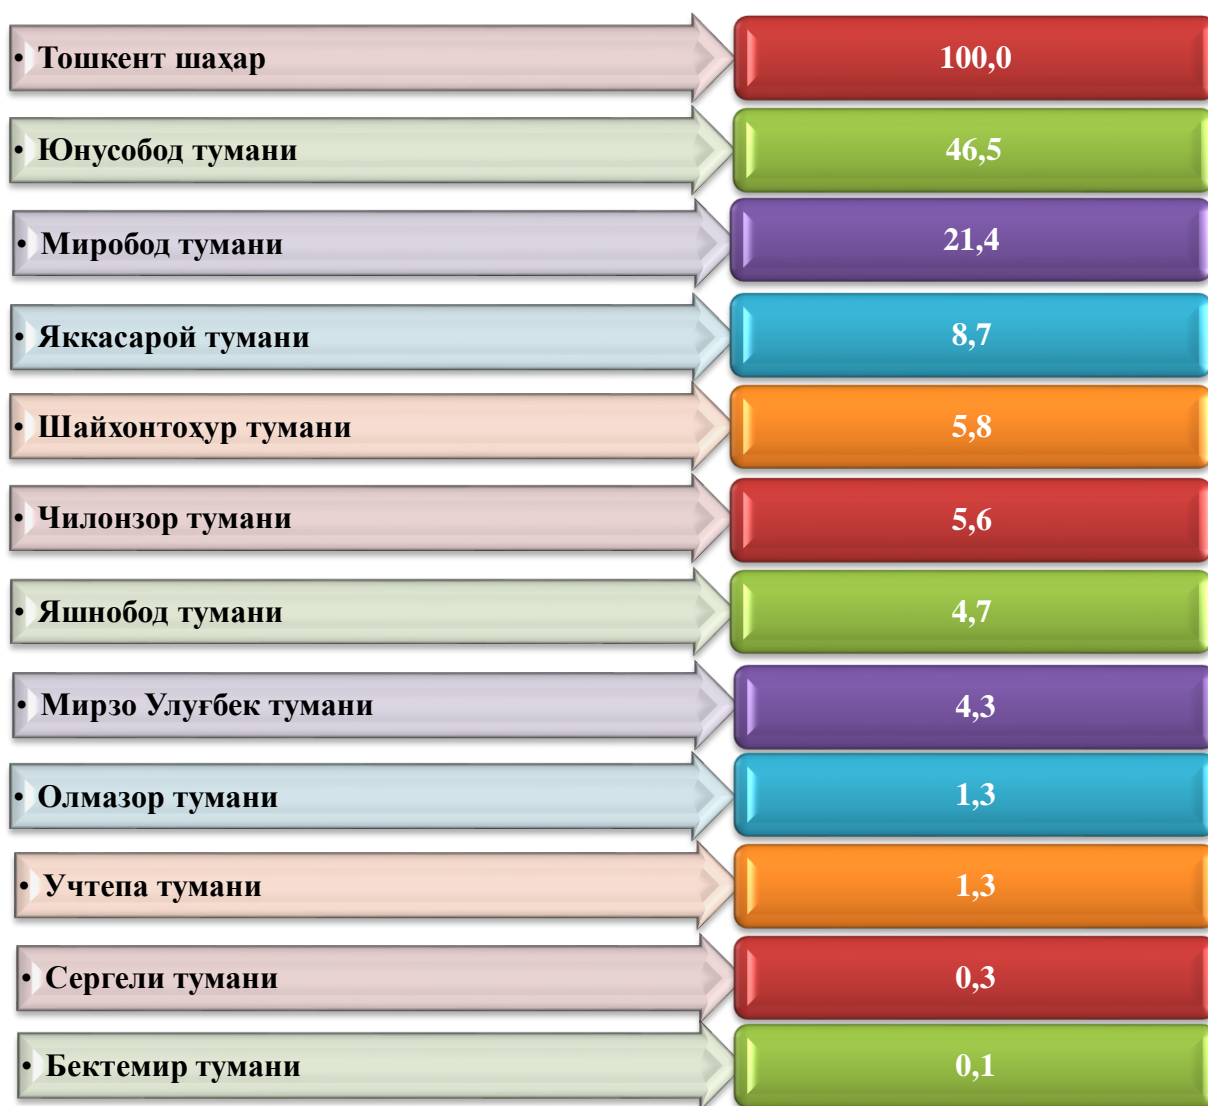 • Тошкент шаҳар 100,0
• Юнусобод тумани 46,5
• Миробод тумани 21,4
• Яккасарой тумани 8,7
• Шайхонтоҳур тумани 5,8
• Чилонзор тумани 5,6
• Яшнобод тумани 4,7
• Мирзо Улуғбек тумани 4,3
• Олмазор тумани 1,3
• Учтепа тумани 1,3
• Сергели тумани 0,3
• Бектемир тумани 0,1